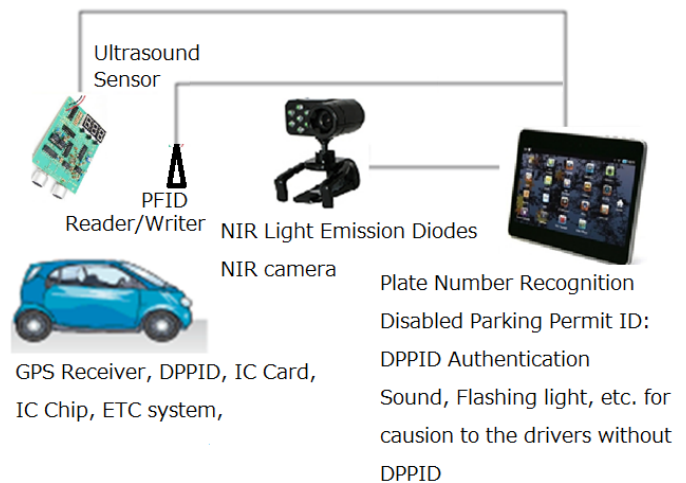 Ultrasound
Sensor
PFID
Reader/Writer
NIR Light Emission Diodes
NIR camera
GPS Receiver, DPPID, IC Card,
IC Chip, ETC system,
Plate Number Recognition
Disabled Parking Permit ID:
DPPID Authentication
Sound, Flashing light, etc. for
causion to the drivers without
DPPID